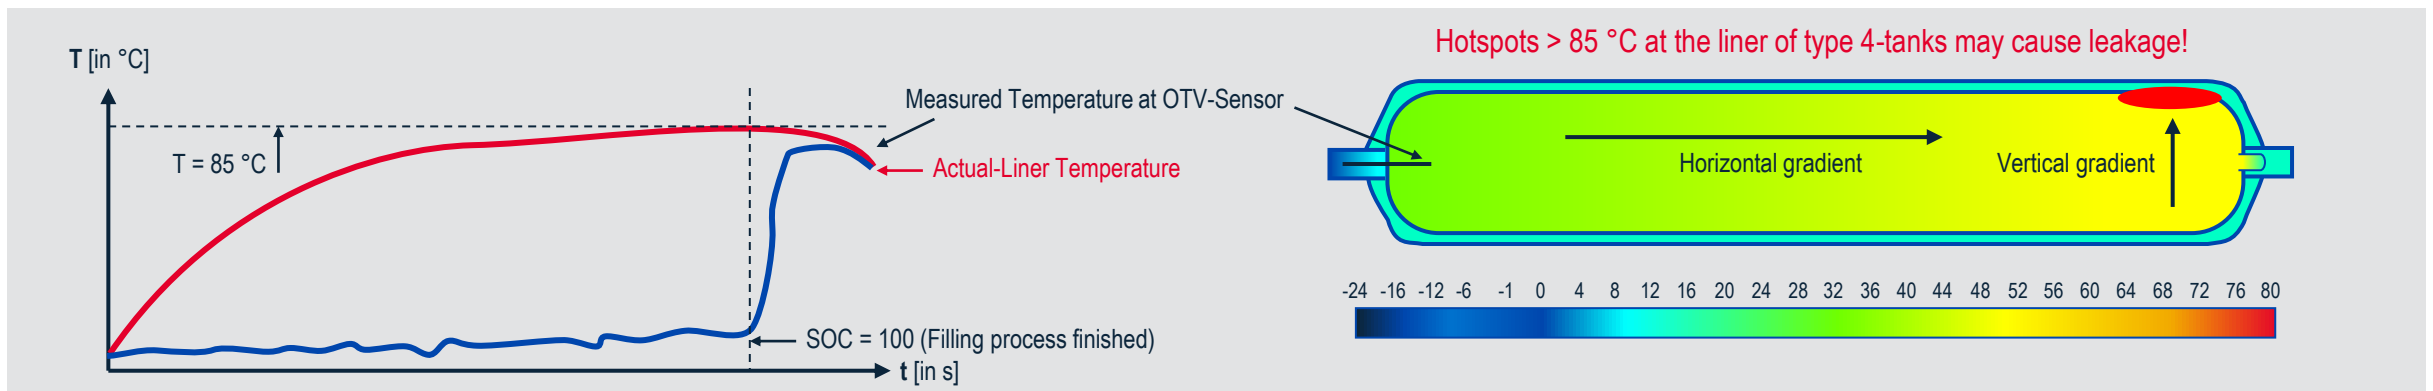 Hotspots > 85 °C at the liner of type 4-tanks may cause leakage!
T [in °C]
Measured Temperature at OTV-Sensor
T = 85 °C
Actual-Liner Temperature
Horizontal gradient
Vertical gradient
-24 -16 -12 -6 -1 0 4 8 12 16 20 24 28 32 36 40 44 48 52 56 60 64 68 72 76 80
SOC = 100 (Filling process finished)
t [in s]